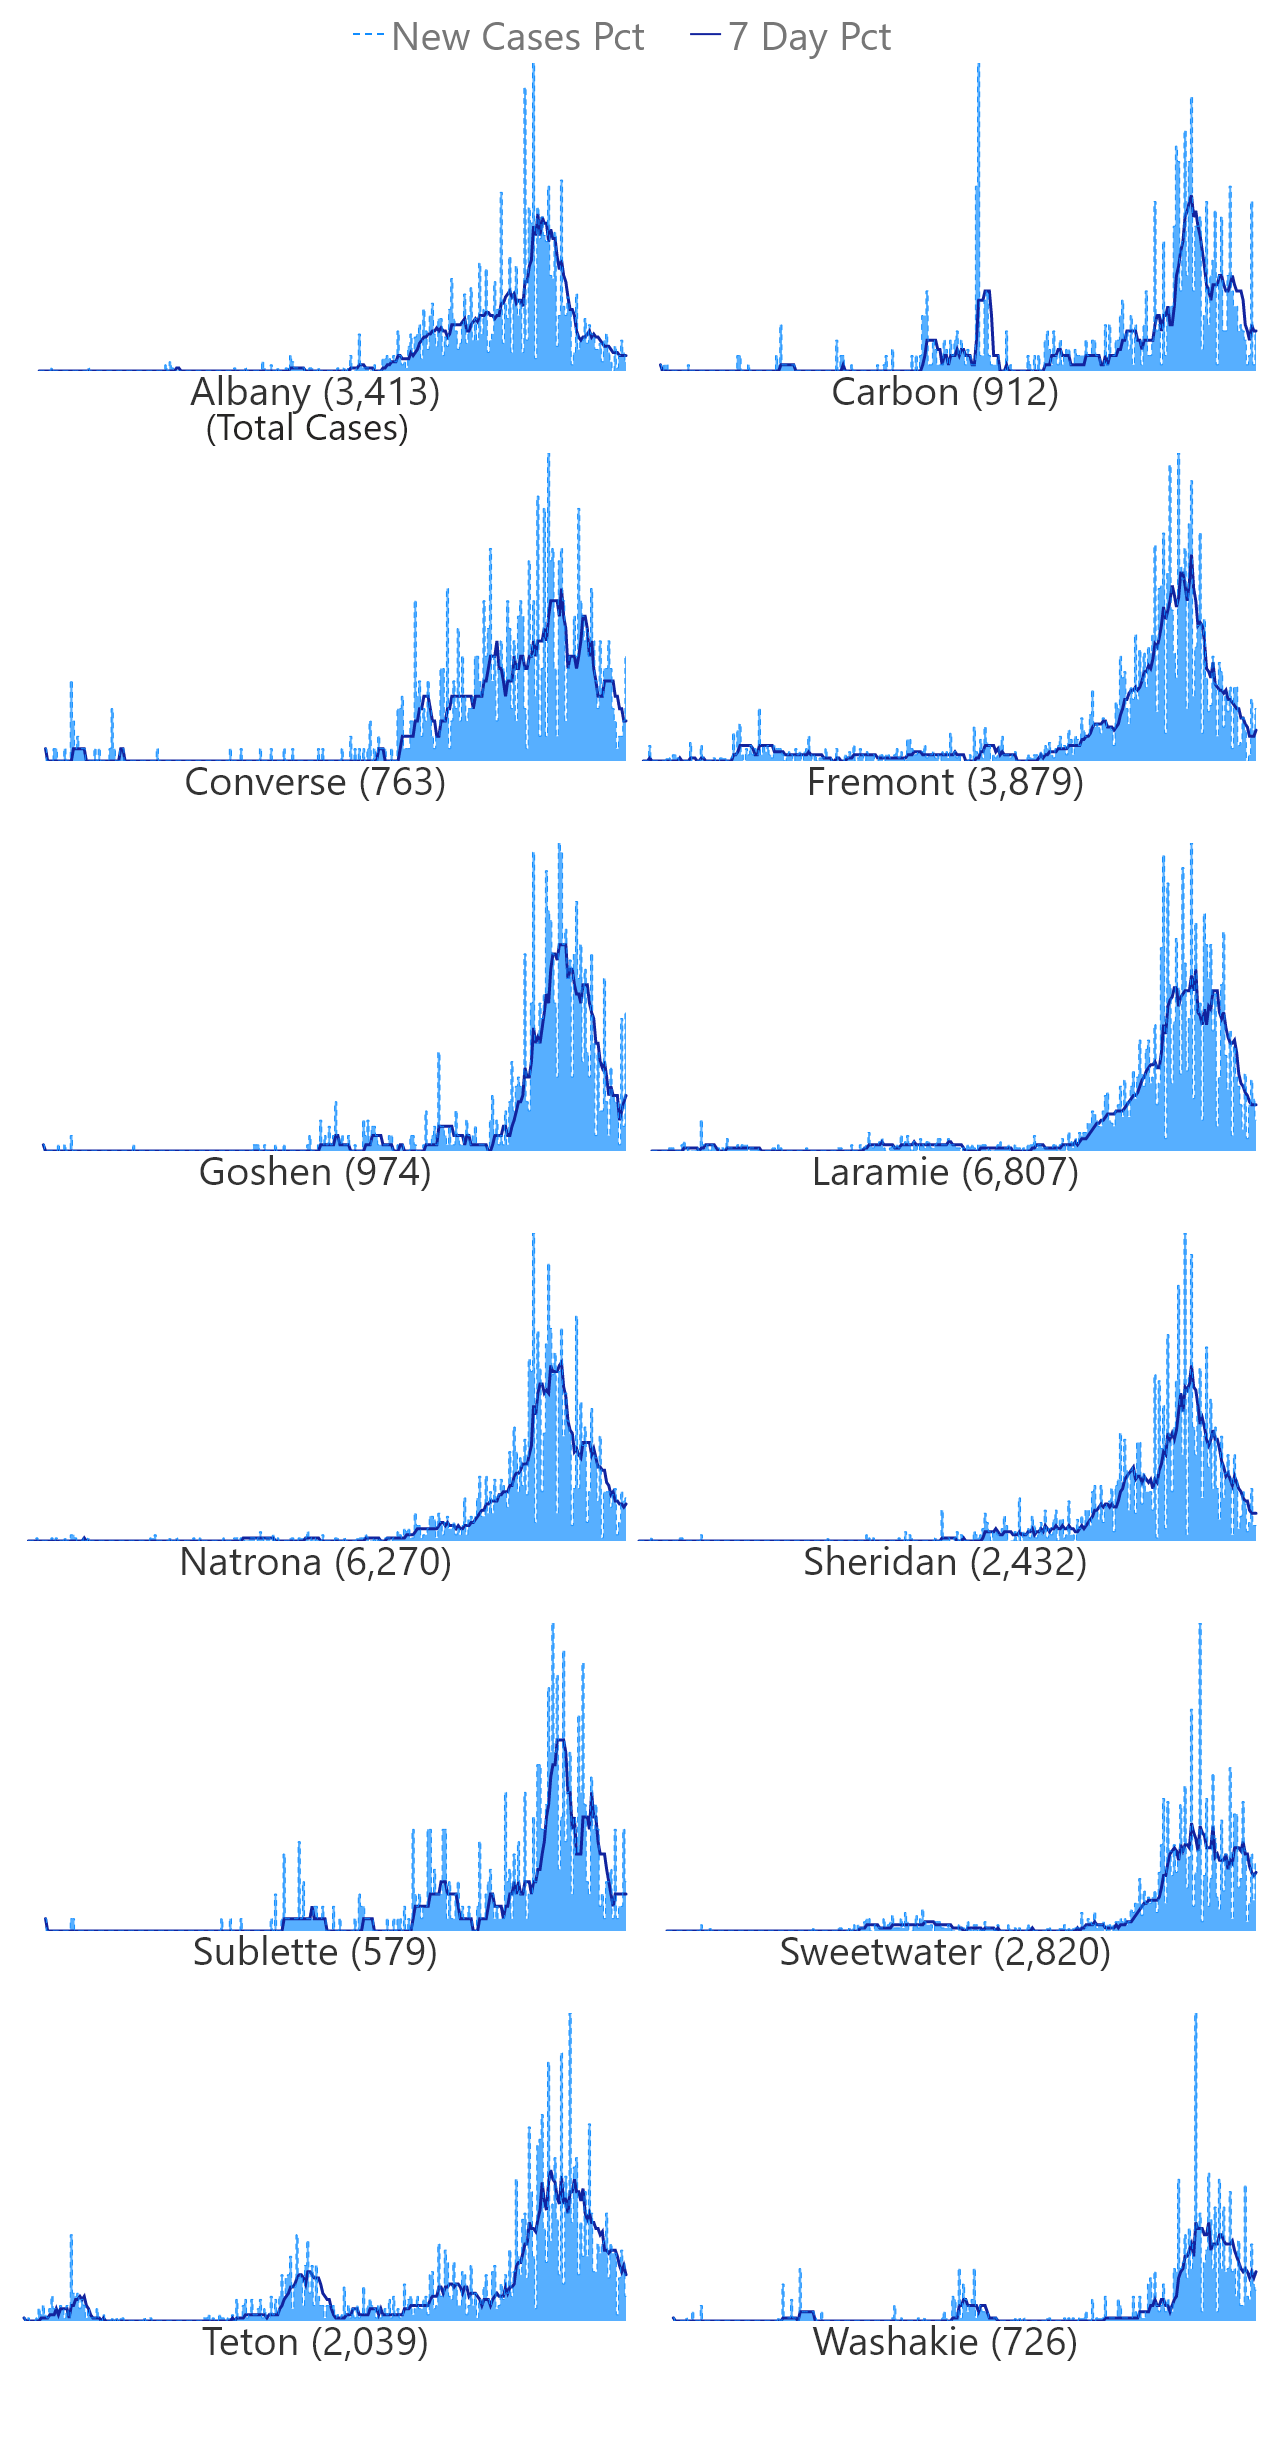 New Cases Pct 7 Day Pct
Albany (3,413) Carbon (912)
(Total Cases)
Converse (763) Fremont (3,879)
Goshen (974) Laramie (6,807)
Natrona (6,270) Sheridan (2,432)
Sublette (579) Sweetwater (2,820)
Teton (2,039) Washakie (726)